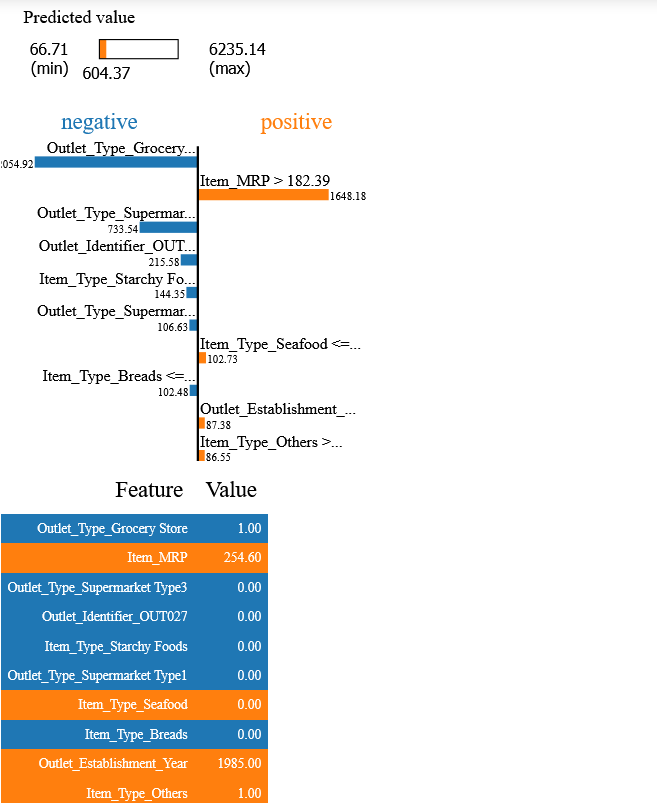 Predicted value
66.71
(min)
604.37
6235.14
(max)
negative
positive
Outlet_Type_Grocery...
054.92
Item_MRP > 182.39
1648.18
Outlet_Type_Supermar...
733.54
Outlet_Identifier_OUT...
215.58
Item_Type_Starchy Fo...
144.35
Outlet_Type_Supermar...
106.63
Item_Type_Seafood <=...
102.73
Item_Type_Breads <=...
102.48
Outlet_Establishment_...
87.38
Item_Type_Others >...
86.55
Feature Value
Outlet_Type_Grocery Store 1.00
Item_MRP 254.60
Outlet_Type_Supermarket Type3 0.00
Outlet_Identifier_OUT027 0.00
Item_Type_Starchy Foods 0.00
Outlet_Type_Supermarket Type1 0.00
Item_Type_Seafood 0.00
Item_Type_Breads 0.00
Outlet_Establishment_Year 1985.00
Item_Type_Others 1.00